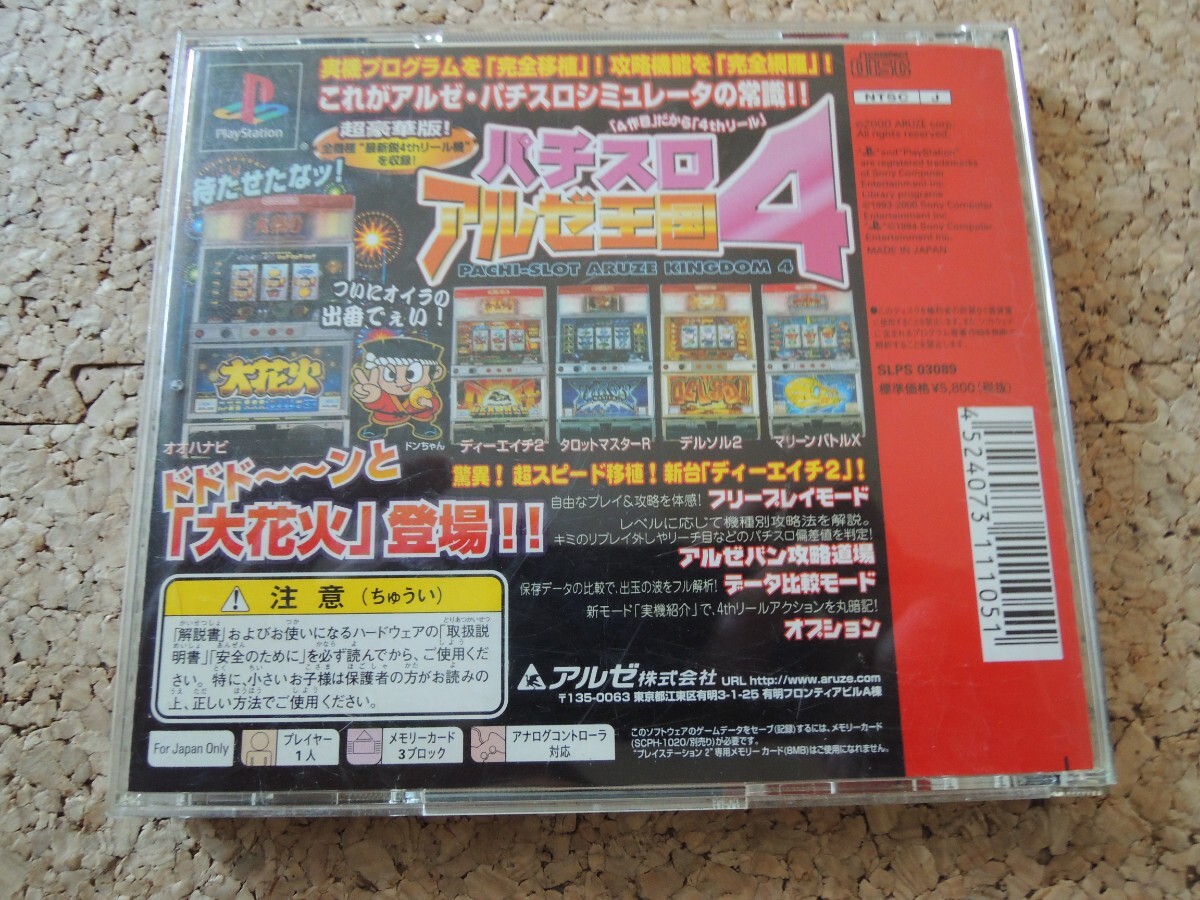 実機プログラムを「完全移植」!攻略機能を「完全網羅」!
これがアルゼ・パチスロシミュレータの常識!!
PlayStation
超豪華版!
全機種"最新鋭4thリール機"
を収録!
「4作目」だから「4thリール」
パチスロ
アルゼ王国4
PACHI-SLOT ARUZE KINGDOM 4
待たせたなッ!
ついにオイラの
出番でぇい!
大花火
オオハナビ
ドンちゃん
ディーエイチ2
タロットマスターR
デルソル2
マリーンバトルX
ドドド〜〜〜ンと
「大花火」登場!!
驚異!超スピード移植!新台「ディーエイチ2」!
自由なプレイ&攻略を体感!フリープレイモード
レベルに応じて機種別攻略法を解説。
キミのリプレイ外しやリーチ目などのパチスロ偏差値を判定!
アルゼバン攻略道場
保存データの比較で、出玉の波をフル解析!データ比較モード
新モード「実機紹介」で、4thリールアクションを丸暗記!
オプション
注意(ちゅうい)
「解説書」およびお使いになるハードウェアの「取扱説
明書」「安全のために」を必ず読んでから、ご使用くだ
さい。特に、小さいお子様は保護者の方がお読みの
上、正しい方法でご使用ください。
アルゼ株式会社 URL http://www.aruze.com
〒135-0063 東京都江東区有明3-1-25 有明フロンティアビルA棟
For Japan Only
プレイヤー
1人
メモリーカード
3ブロック
アナログコントローラ
対応
このソフトウェアのゲームデータをセーブ(記録)するには、メモリーカード
(SCPH-1020/別売り)が必要です。
"プレイステーション 2"専用メモリーカード(8MB)はご使用になれません。
disc
NTSC J
©2000 ARUZE corp.
All rights reserved.
" " and "PlayStation"
are registered trademarks
of Sony Computer
Entertainment Inc.
Library programs
©1993-2000 Sony Computer
Entertainment Inc.
" " ©1994 Sony Computer
Entertainment Inc.
MADE IN JAPAN
SLPS 03089
標準価格¥5,800(税抜)
4 524073 111051